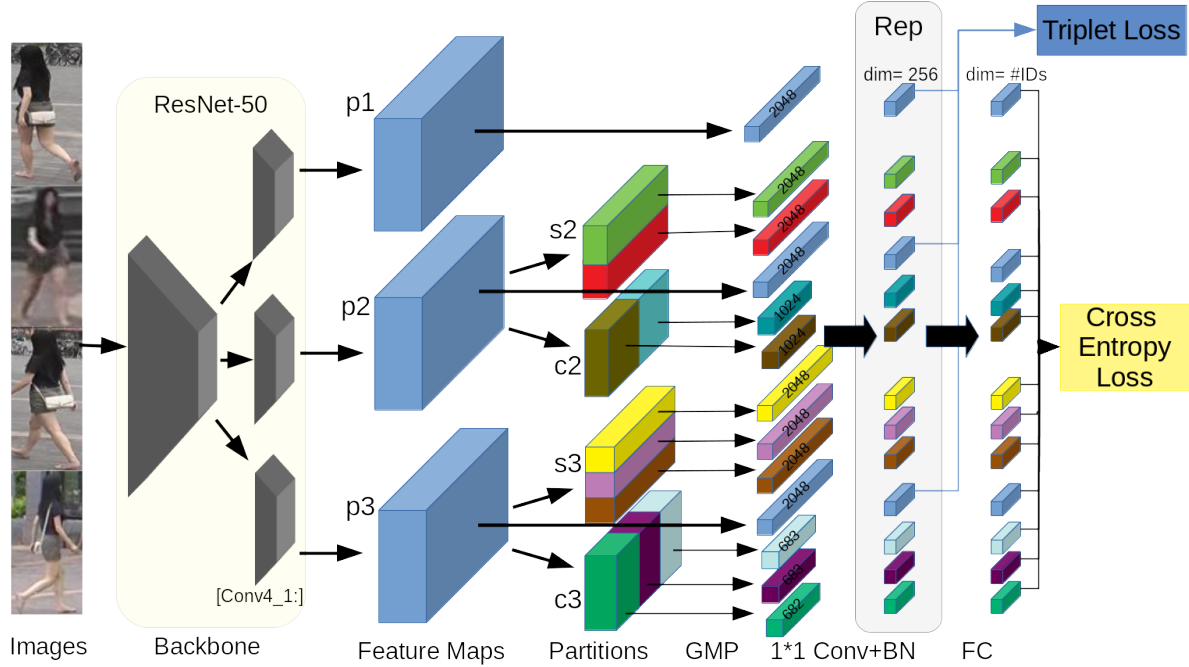 Rep
Triplet Loss
dim= 256
dim= #IDs
ResNet-50
p1
2048
2048
s2
2048
2048
p2
1024
1024
c2
Cross
Entropy
Loss
2048
2048
s3
2048
p3
2048
683
683
c3
682
[Conv4_1:]
Images
Backbone
Feature Maps
Partitions
GMP
1*1 Conv+BN
FC